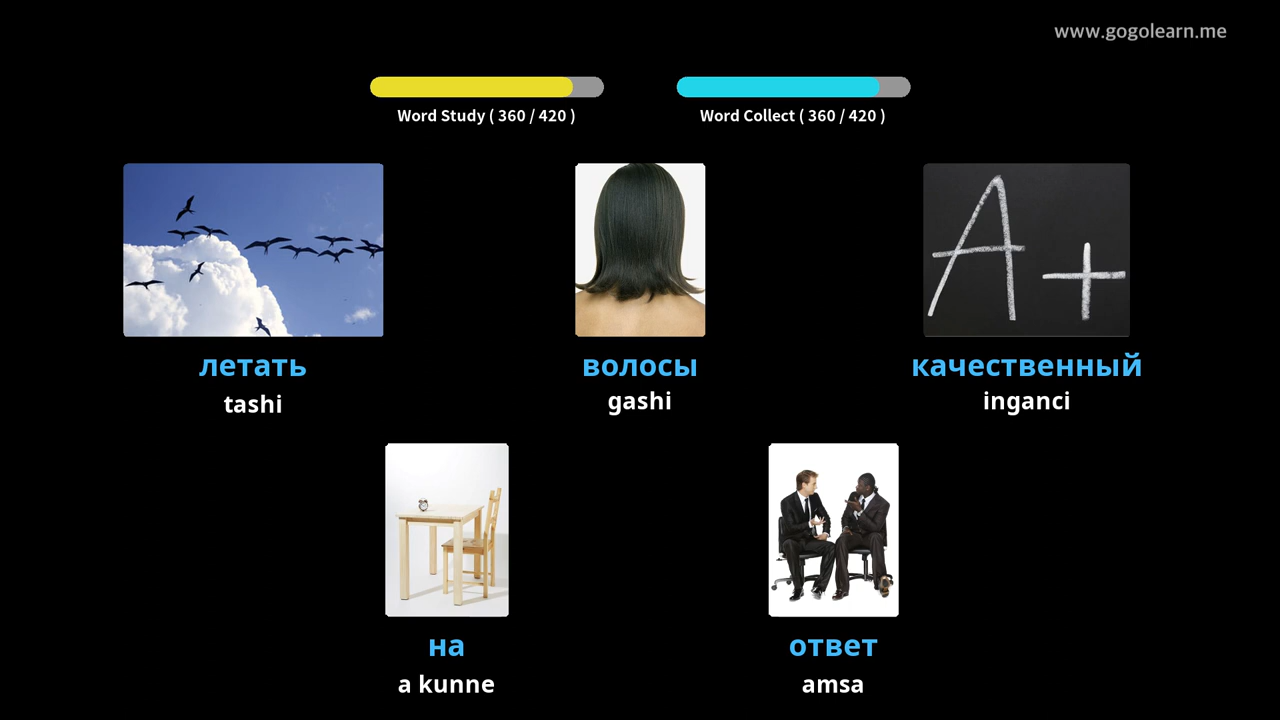 www.gogolearn.me
Word Study ( 360 / 420 )
Word Collect ( 360 / 420 )
летать
tashi
волосы
gashi
качественный
inganci
A+
на
a kunne
ответ
amsa